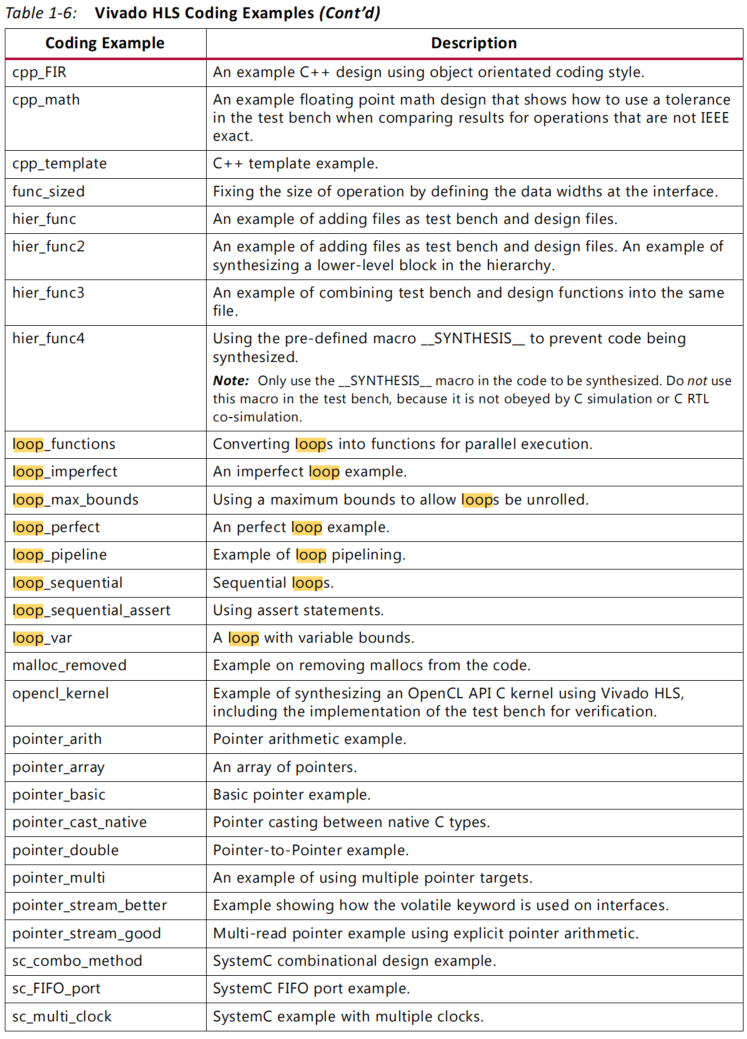 Table 1-6: Vivado HLS Coding Examples (Cont’d)
Coding Example Description
cpp_FIR An example C++ design using object orientated coding style.
cpp_math An example floating point math design that shows how to use a tolerance
in the test bench when comparing results for operations that are not IEEE
exact.
cpp_template C++ template example.
func_sized Fixing the size of operation by defining the data widths at the interface.
hier_func An example of adding files as test bench and design files.
hier_func2 An example of adding files as test bench and design files. An example of
synthesizing a lower-level block in the hierarchy.
hier_func3 An example of combining test bench and design functions into the same
file.
hier_func4 Using the pre-defined macro __SYNTHESIS__ to prevent code being
synthesized.
Note: Only use the __SYNTHESIS__ macro in the code to be synthesized. Do not use
this macro in the test bench, because it is not obeyed by C simulation or C RTL
co-simulation.
loop_functions Converting loops into functions for parallel execution.
loop_imperfect An imperfect loop example.
loop_max_bounds Using a maximum bounds to allow loops be unrolled.
loop_perfect An perfect loop example.
loop_pipeline Example of loop pipelining.
loop_sequential Sequential loops.
loop_sequential_assert Using assert statements.
loop_var A loop with variable bounds.
malloc_removed Example on removing mallocs from the code.
opencl_kernel Example of synthesizing an OpenCL API C kernel using Vivado HLS,
including the implementation of the test bench for verification.
pointer_arith Pointer arithmetic example.
pointer_array An array of pointers.
pointer_basic Basic pointer example.
pointer_cast_native Pointer casting between native C types.
pointer_double Pointer-to-Pointer example.
pointer_multi An example of using multiple pointer targets.
pointer_stream_better Example showing how the volatile keyword is used on interfaces.
pointer_stream_good Multi-read pointer example using explicit pointer arithmetic.
sc_combo_method SystemC combinational design example.
sc_FIFO_port SystemC FIFO port example.
sc_multi_clock SystemC example with multiple clocks.